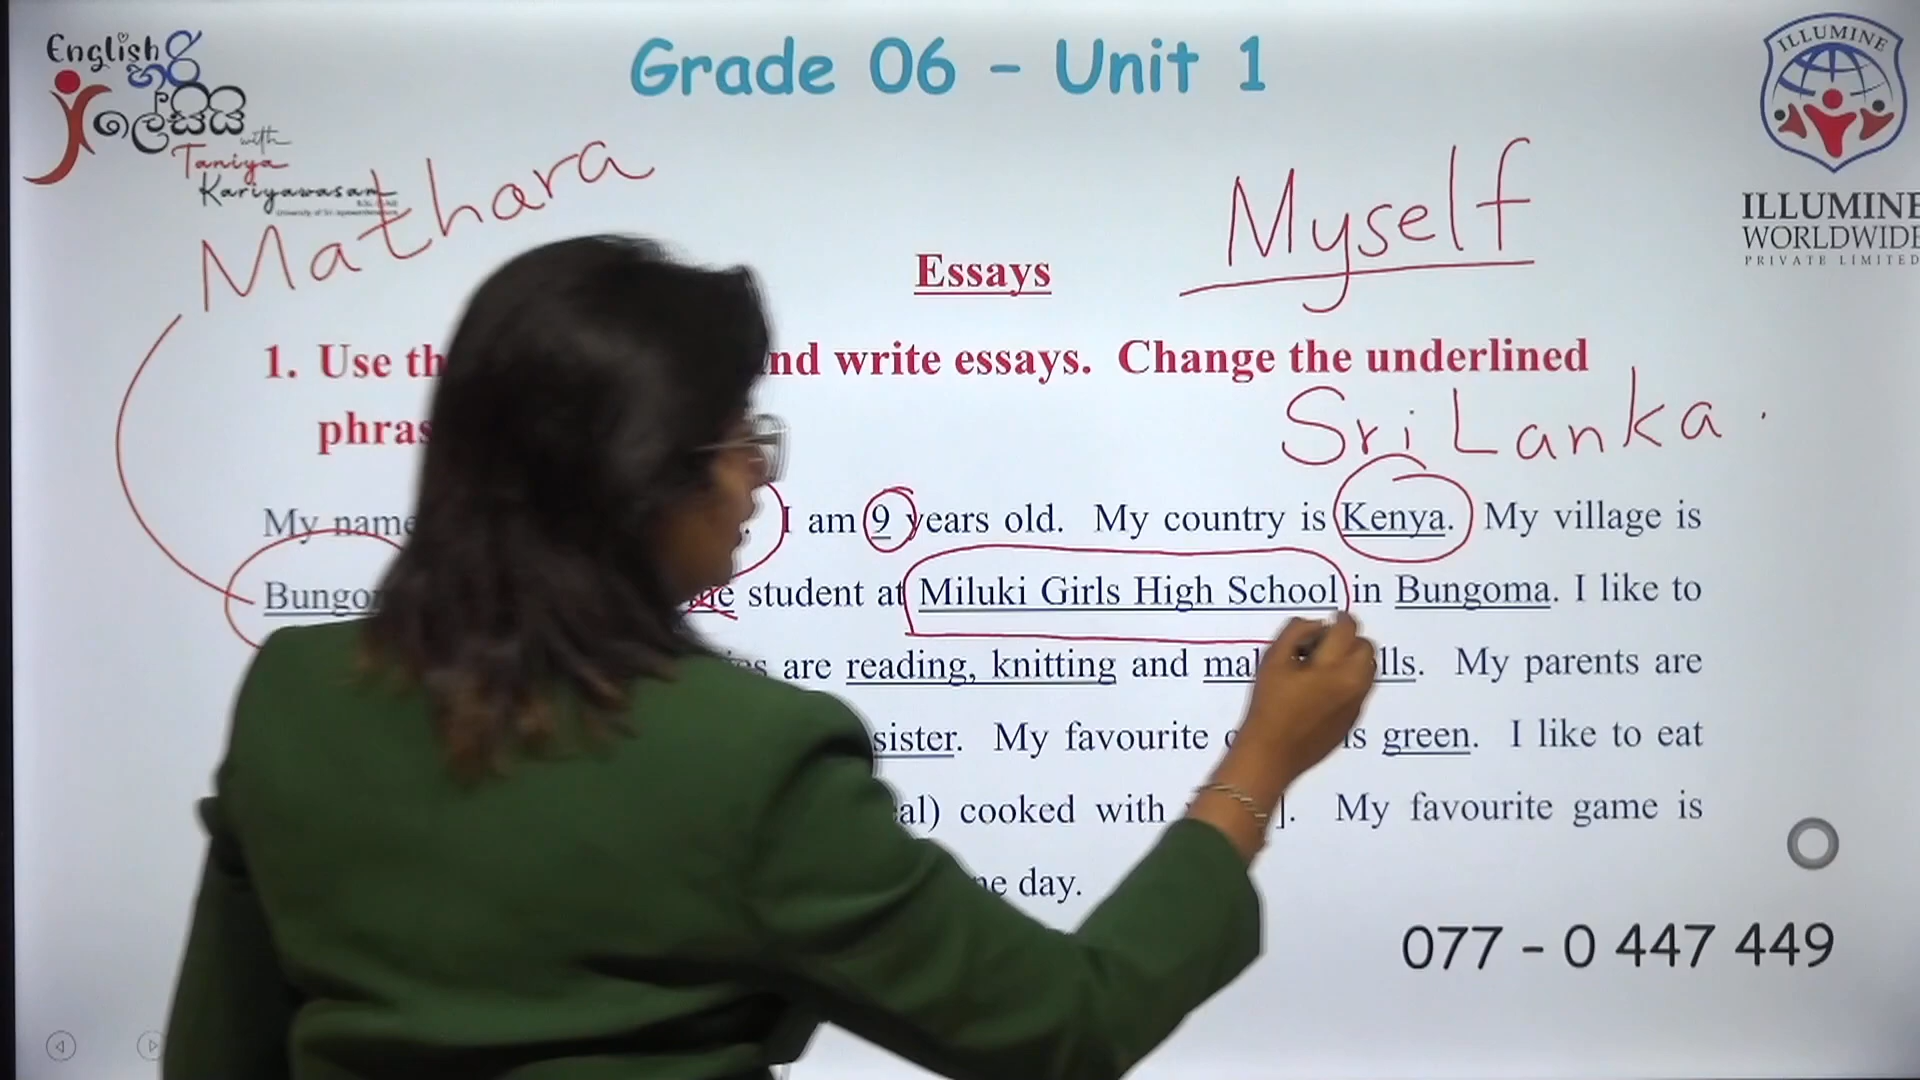 English හරි
ලේසියි
with
Taniya
Kariyawasam
Grade 06 - Unit 1
ILLUMINE
ILLUMINE
WORLDWIDE
PRIVATE LIMITED
Mathara
Myself
Essays
1. Use th nd write essays. Change the underlined
phras
Sri Lanka.
My name I am 9 years old. My country is Kenya. My village is
Bungo student at Miluki Girls High School in Bungoma. I like to
are reading, knitting and ma lls. My parents are
sister. My favourite is green. I like to eat
al) cooked with ]. My favourite game is
ne day.
077 - 0 447 449